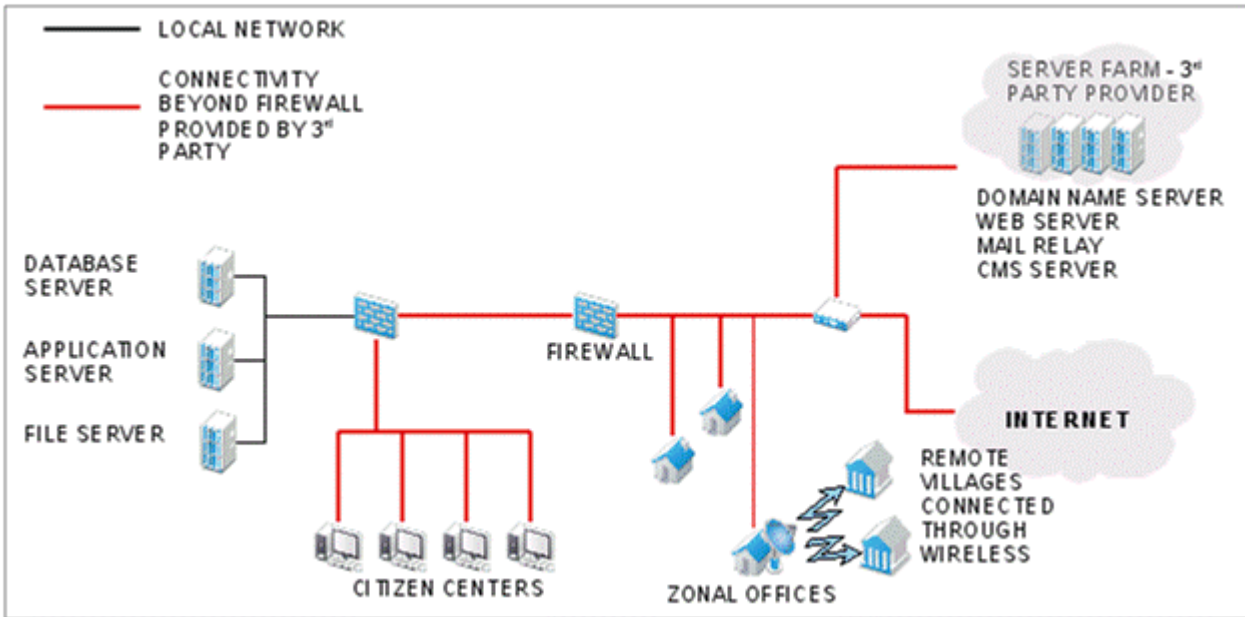 LOCAL NETWORK
CONNECTIVITY
BEYOND FIREWALL
PROVIDED BY 3rd
PARTY
SERVER FARM - 3rd
PARTY PROVIDER
DOMAIN NAME SERVER
WEB SERVER
MAIL RELAY
CMS SERVER
DATABASE
SERVER
APPLICATION
SERVER
FILE SERVER
FIREWALL
INTERNET
REMOTE
VILLAGES
CONNECTED
THROUGH
WIRELESS
CITIZEN CENTERS
ZONAL OFFICES